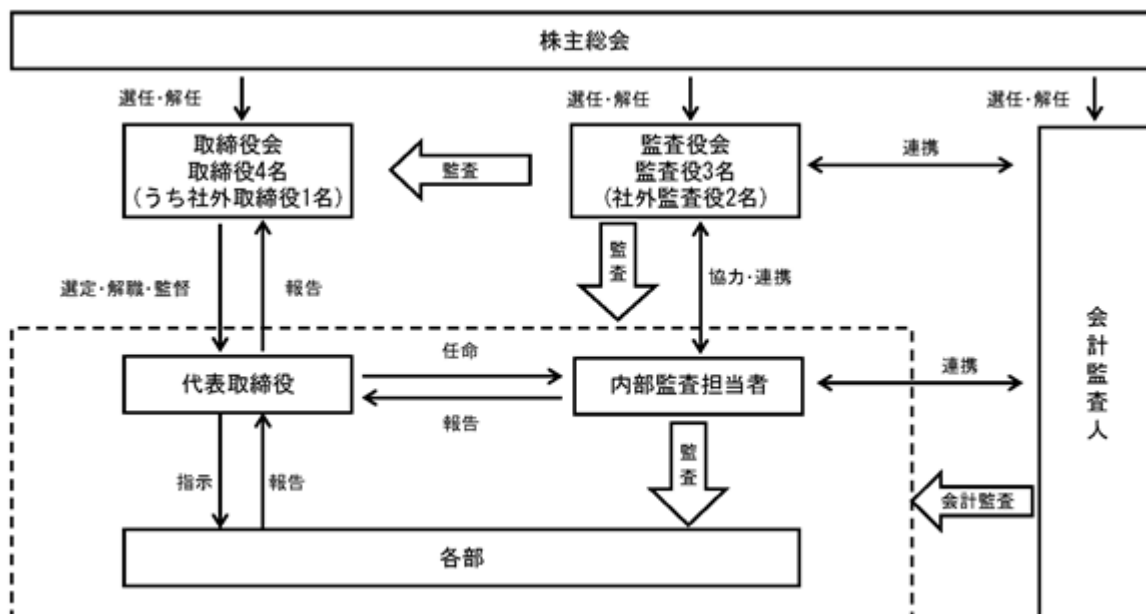 株主総会
選任・解任
選任・解任
選任・解任
取締役会
取締役4名
(うち社外取締役1名)
監査
監査役会
監査役3名
(社外監査役2名)
連携
選定・解職・監督
報告
監査
協力・連携
代表取締役
任命
報告
内部監査担当者
連携
会計監査人
指示
報告
監査
会計監査
各部